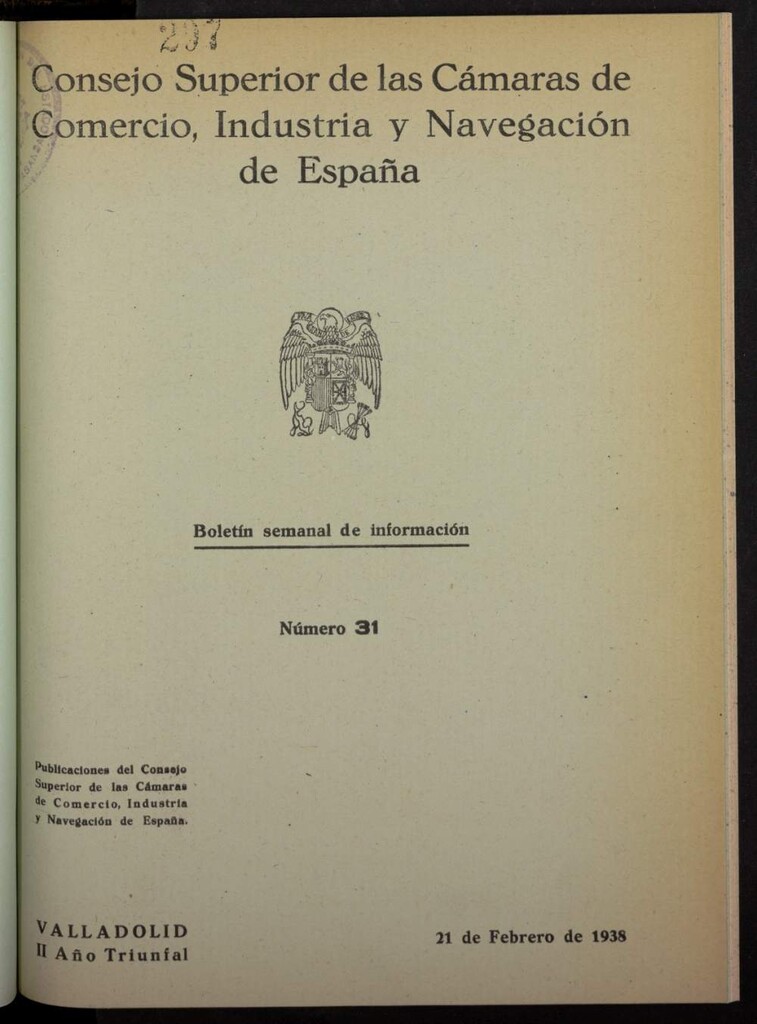 297
Consejo Superior de las Cámaras de
Comercio, Industria y Navegación
de España
Boletín semanal de información
Número 31
Publicaciones del Consejo
Superior de las Cámaras
de Comercio, Industria
y Navegación de España.
VALLADOLID
II Año Triunfal
21 de Febrero de 1938